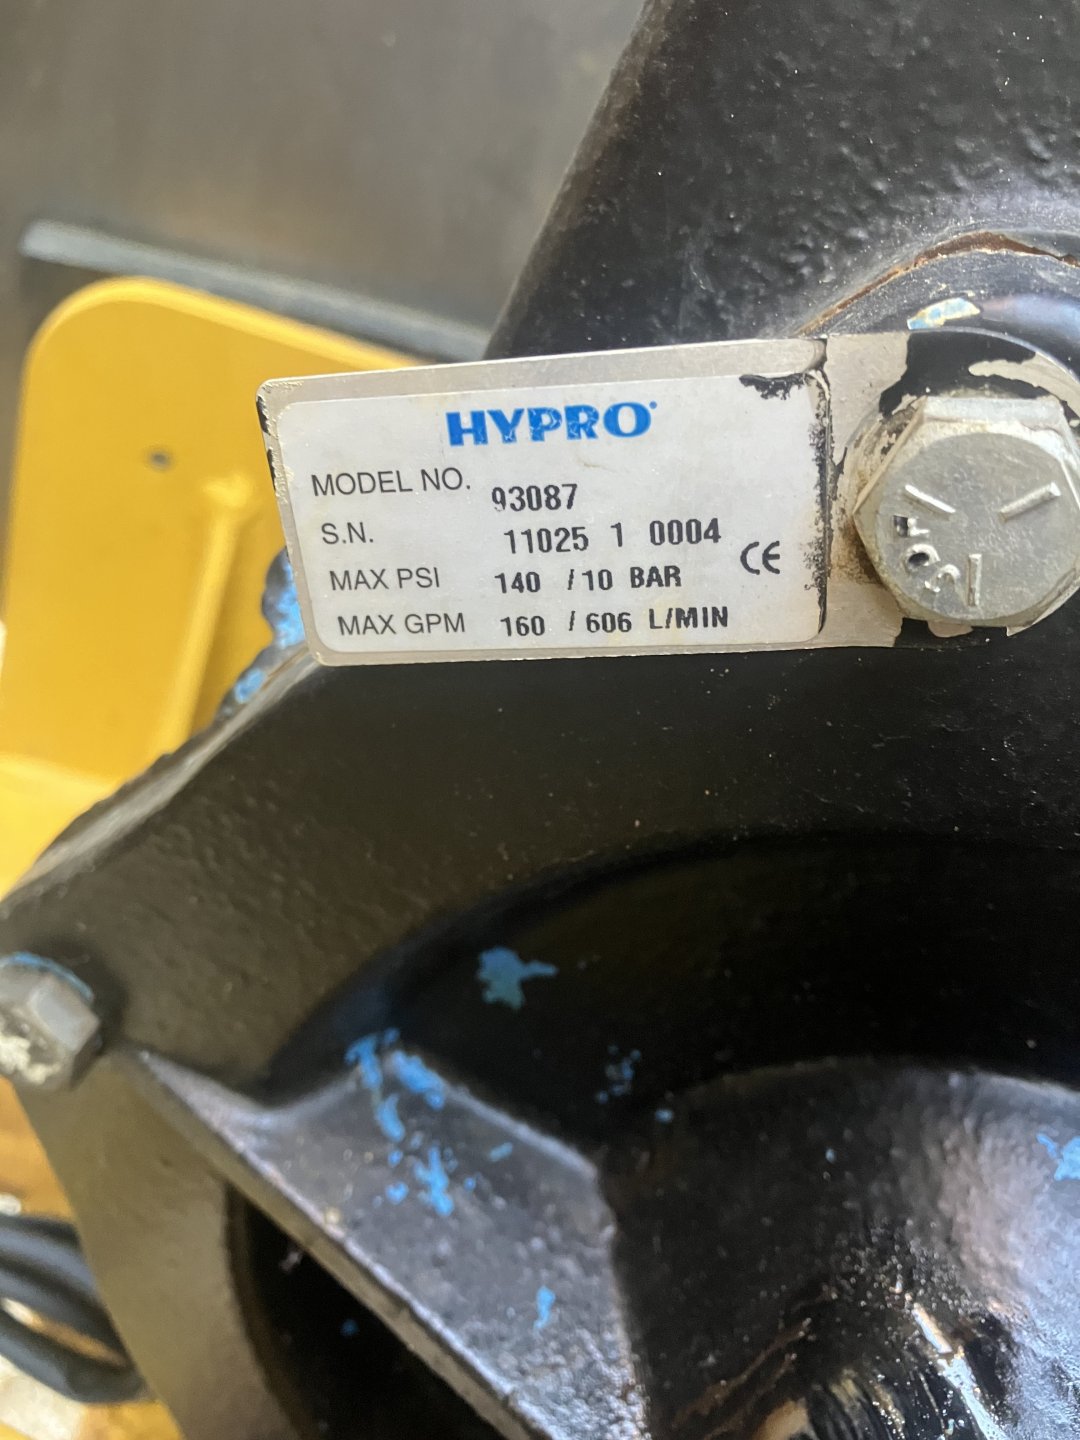 HYPRO
MODEL NO. 93087
S.N. 11025 1 0004
MAX PSI 140 / 10 BAR
MAX GPM 160 / 606 L/MIN
CE